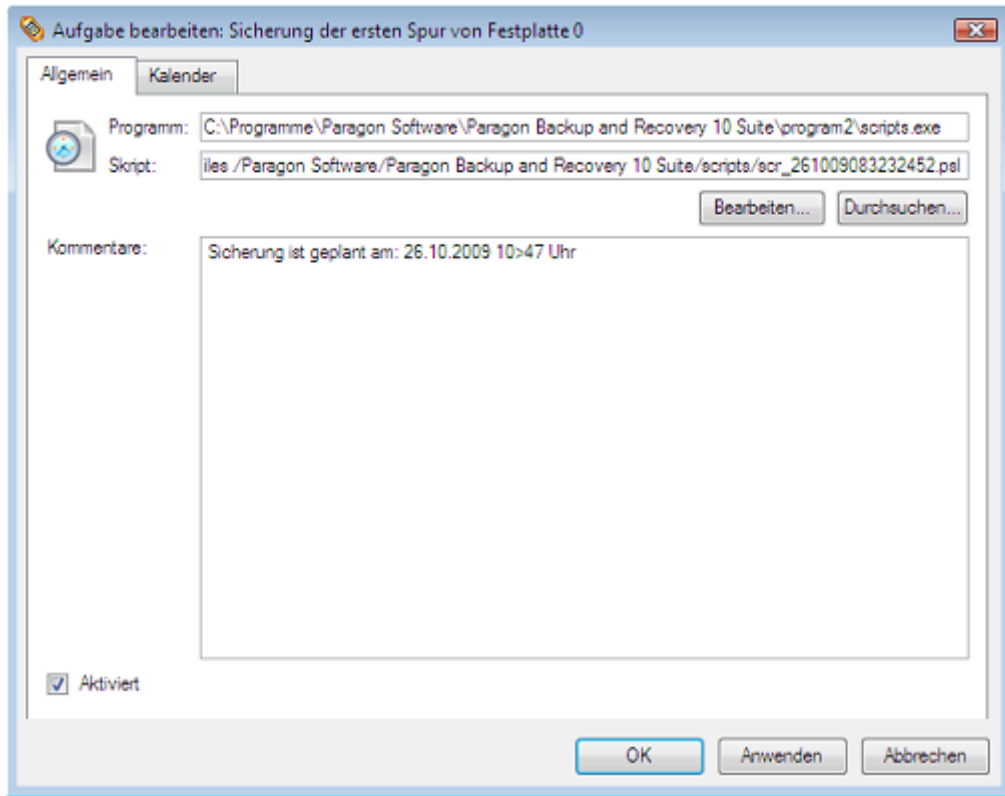 Aufgabe bearbeiten: Sicherung der ersten Spur von Festplatte 0
Allgemein
Kalender
Programm: C:\Programme\Paragon Software\Paragon Backup and Recovery 10 Suite\program2\scripts.exe
Skript: iles /Paragon Software/Paragon Backup and Recovery 10 Suite/scripts/scr_261009083232452.psl
Bearbeiten...
Durchsuchen...
Kommentare: Sicherung ist geplant am: 26.10.2009 10>47 Uhr
Aktiviert
OK
Anwenden
Abbrechen